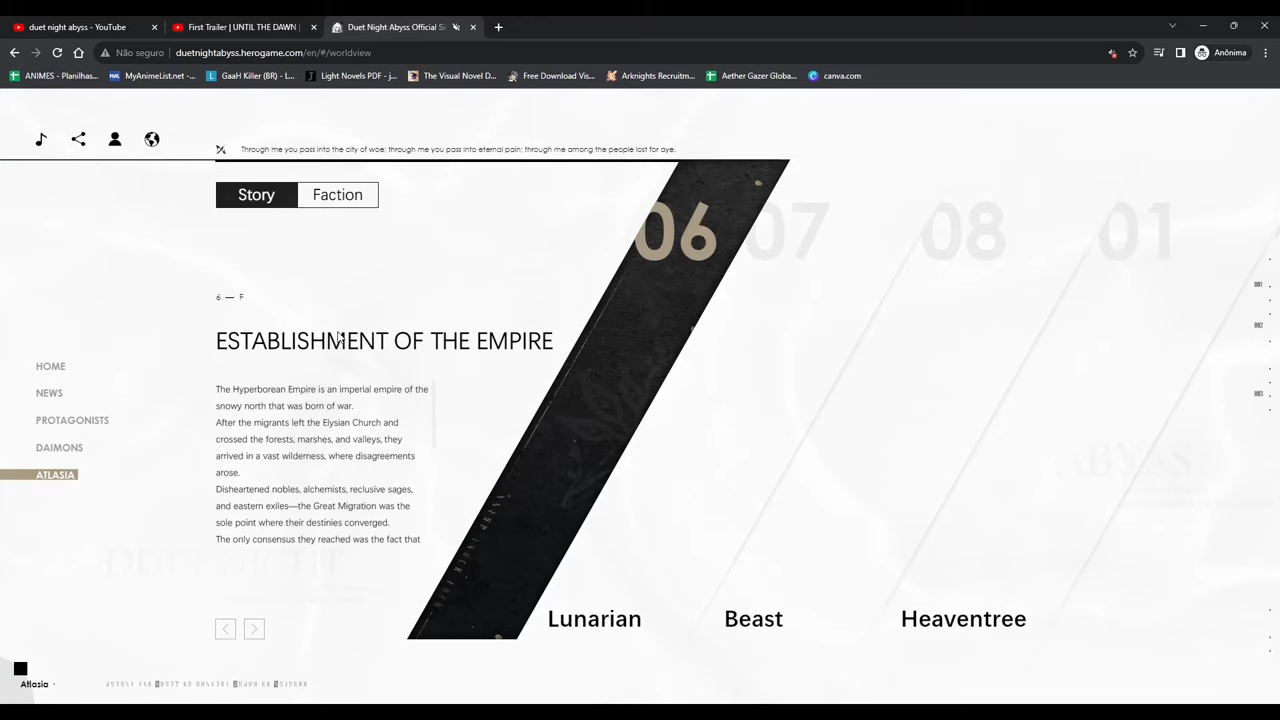 duet night abyss - YouTube
First Trailer | UNTIL THE DAWN |
Duet Night Abyss Official Si
Não seguro
duetnightabyss.herogame.com/en/#/worldview
Anônima
ANIMES - Planilhas...
MyAnimeList.net -...
GaaH Killer (BR) - L...
Light Novels PDF - j...
The Visual Novel D...
Free Download Vis...
Arknights Recruitm...
Aether Gazer Globa...
canva.com
Through me you pass into the city of woe; through me you pass into eternal pain; through me among the people lost for aye.
Story
Faction
06
07
08
01
6 — F
ESTABLISHMENT OF THE EMPIRE
The Hyperborean Empire is an imperial empire of the
snowy north that was born of war.
After the migrants left the Elysian Church and
crossed the forests, marshes, and valleys, they
arrived in a vast wilderness, where disagreements
arose.
Disheartened nobles, alchemists, reclusive sages,
and eastern exiles—the Great Migration was the
sole point where their destinies converged.
The only consensus they reached was the fact that
HOME
NEWS
PROTAGONISTS
DAIMONS
ATLASIA
001
002
003
ABYSS
DUET NIGHT
Lunarian
Beast
Heaventree
Atlasia